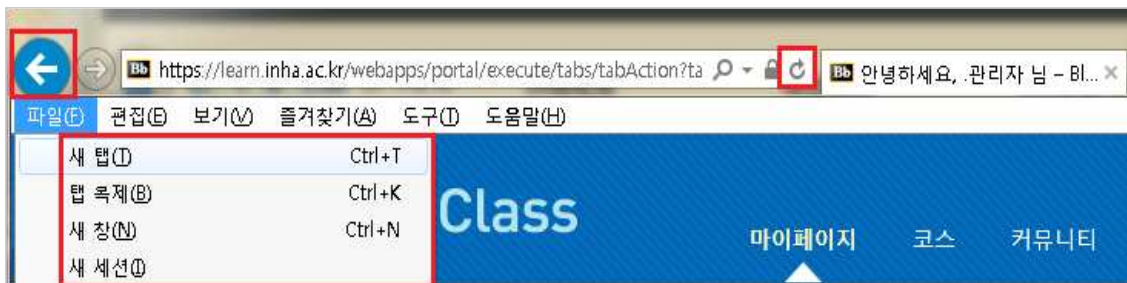 Bb https://learn.inha.ac.kr/webapps/portal/execute/tabs/tabAction?ta
Bb 안녕하세요, .관리자 님 – Bl...
파일(F) 편집(E) 보기(V) 즐겨찾기(A) 도구(T) 도움말(H)
새 탭(T) Ctrl+T
탭 복제(B) Ctrl+K
새 창(N) Ctrl+N
새 세션(I)
Class
마이페이지 코스 커뮤니티